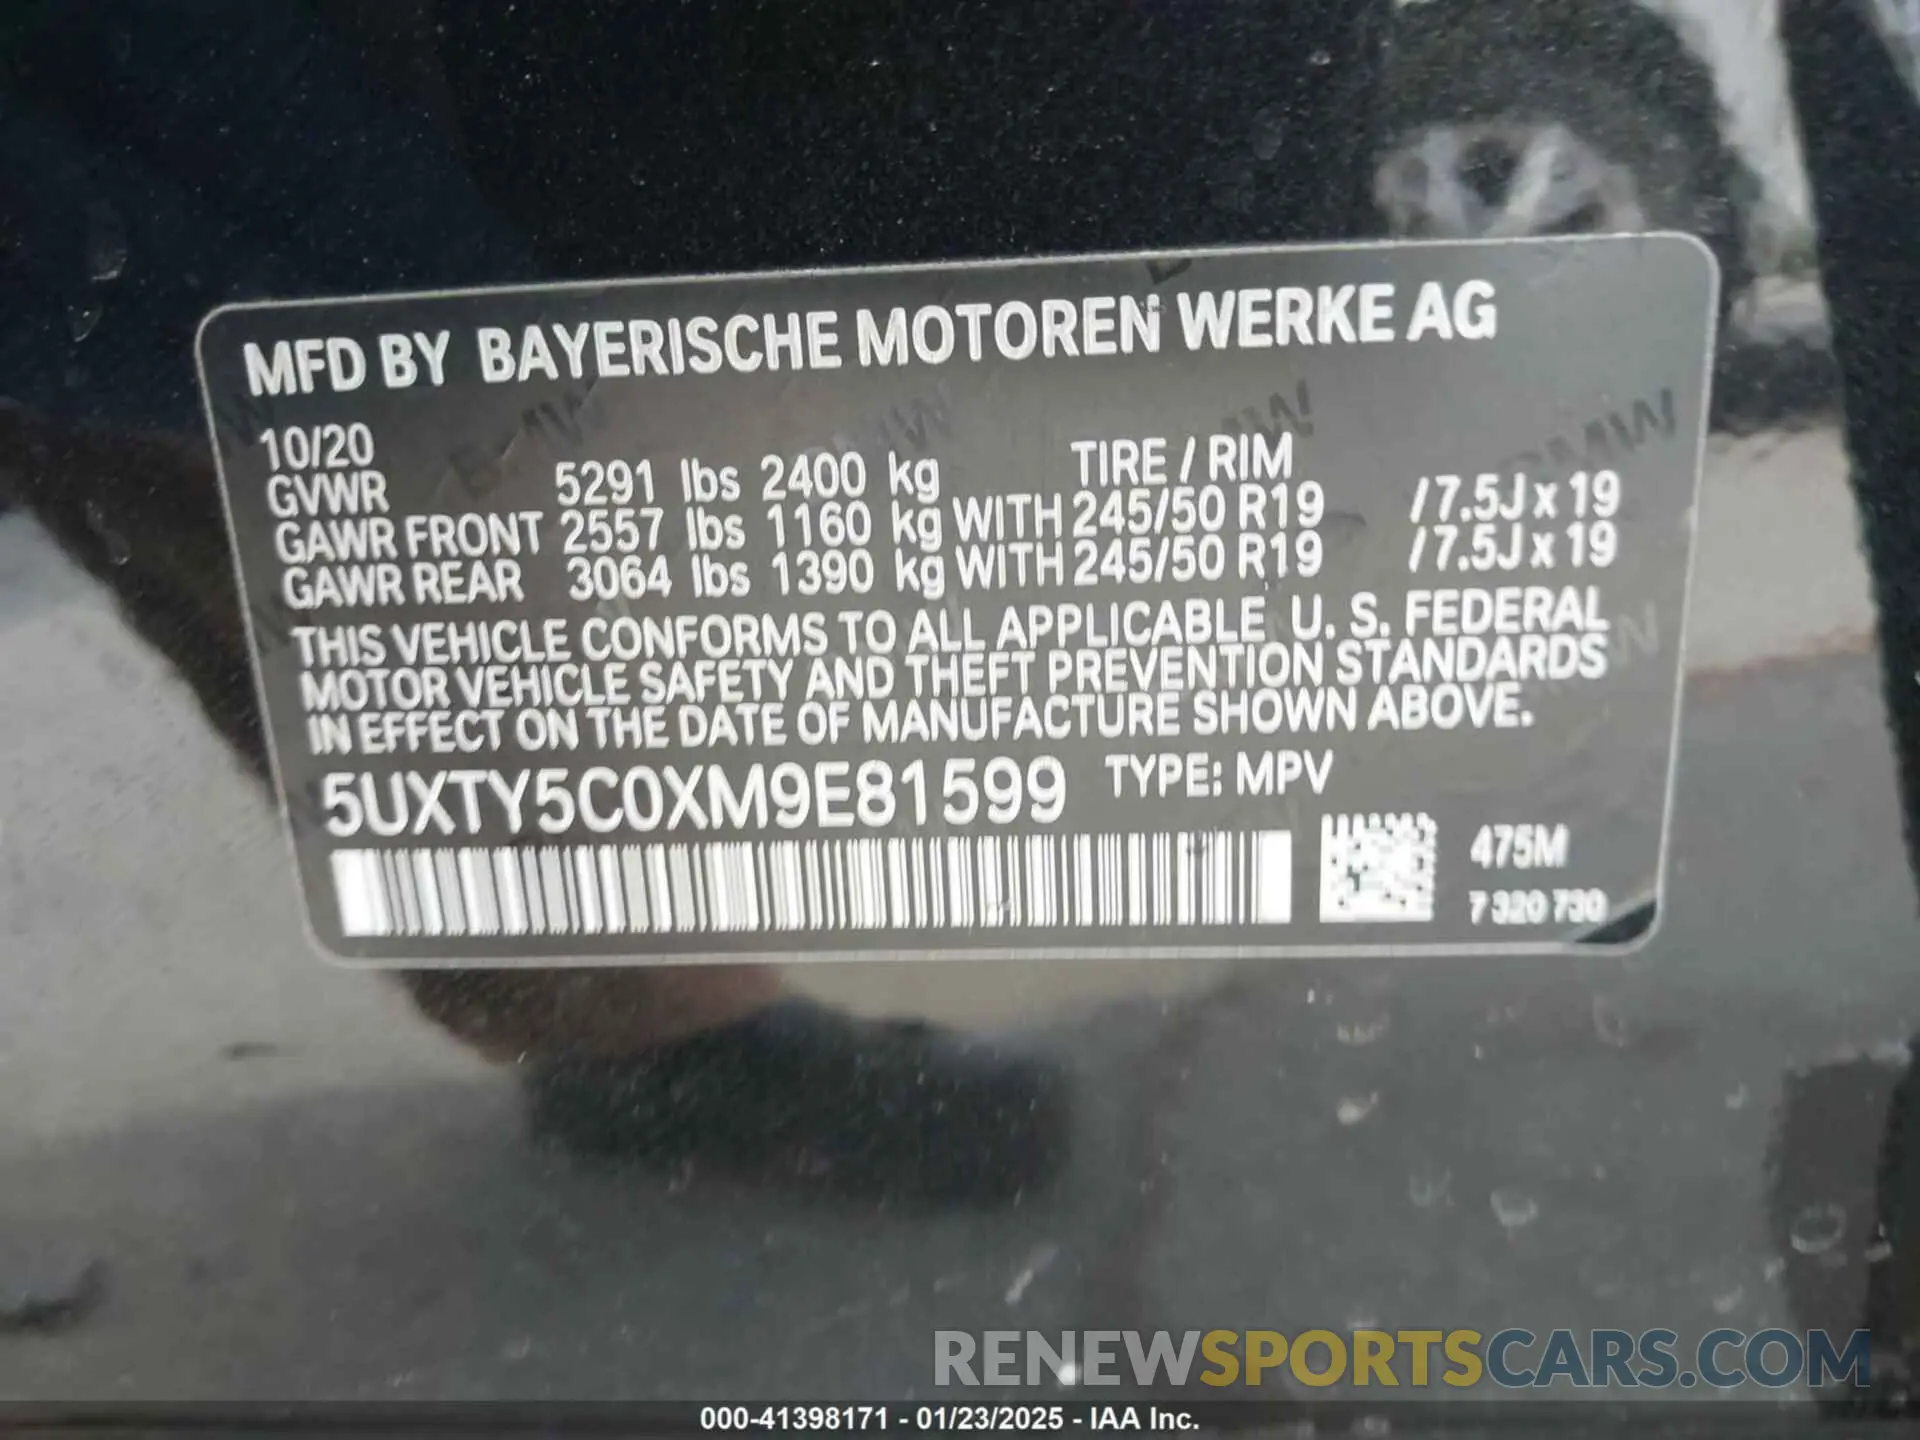 MFD BY BAYERISCHE MOTOREN WERKE AG
10/20
GVWR 5291 lbs 2400 kg TIRE / RIM
GAWR FRONT 2557 lbs 1160 kg WITH 245/50 R19 /7.5J x 19
GAWR REAR 3064 lbs 1390 kg WITH 245/50 R19 /7.5J x 19
THIS VEHICLE CONFORMS TO ALL APPLICABLE U. S. FEDERAL
MOTOR VEHICLE SAFETY AND THEFT PREVENTION STANDARDS
IN EFFECT ON THE DATE OF MANUFACTURE SHOWN ABOVE.
5UXTY5C0XM9E81599 TYPE: MPV
475M
7 320 730
RENEWSPORTSCARS.COM
000-41398171 - 01/23/2025 - IAA Inc.